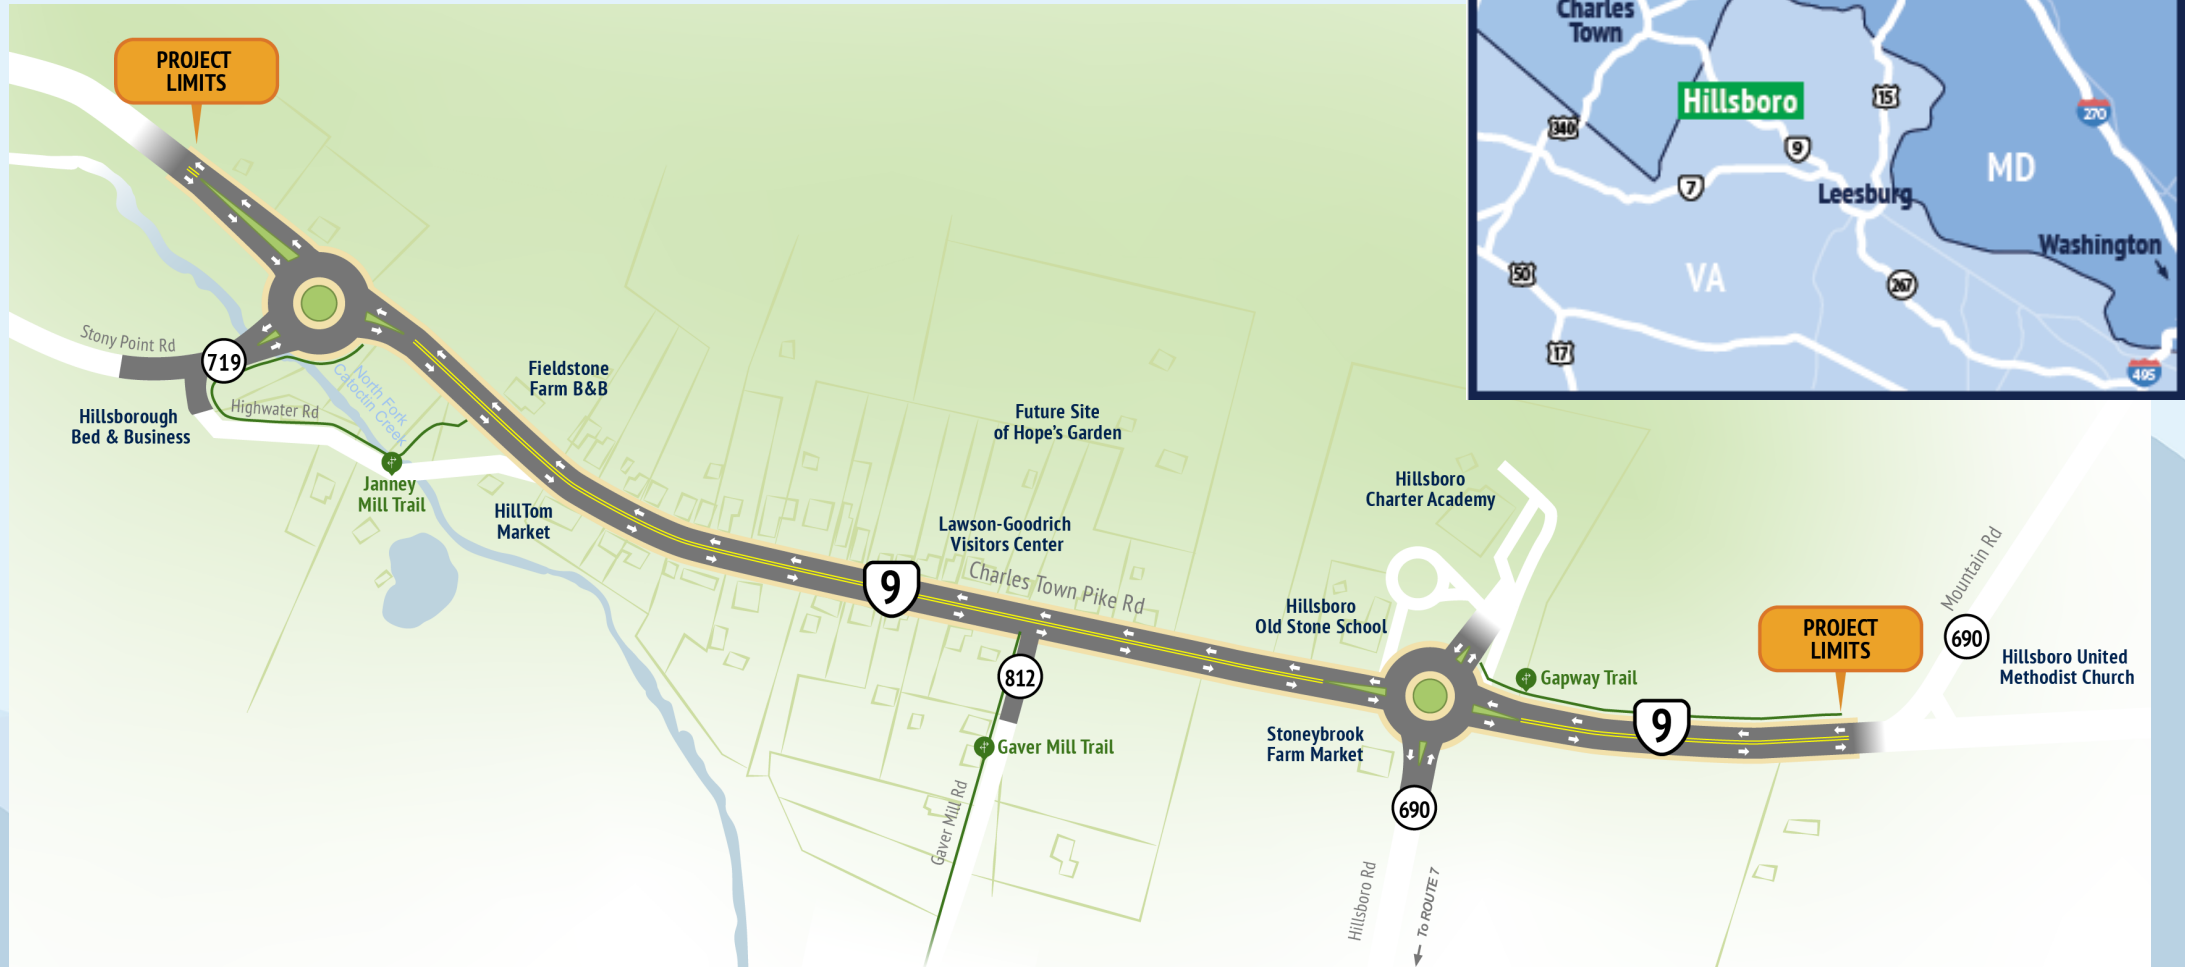 PROJECT
LIMITS
Stony Point Rd
719
Highwater Rd
North Fork
Catoctin Creek
Hillsborough
Bed & Business
Janney
Mill Trail
Fieldstone
Farm B&B
HillTom
Market
Future Site
of Hope's Garden
Lawson-Goodrich
Visitors Center
9
Charles Town Pike Rd
812
Gaver Mill Trail
Gaver Mill Rd
Hillsboro
Charter Academy
Hillsboro
Old Stone School
Stoneybrook
Farm Market
690
Hillsboro Rd
To ROUTE 7
Gapway Trail
9
PROJECT
LIMITS
Mountain Rd
690
Hillsboro United
Methodist Church
Charles
Town
Hillsboro
340
15
270
9
7
MD
Leesburg
Washington
50
VA
267
17
495